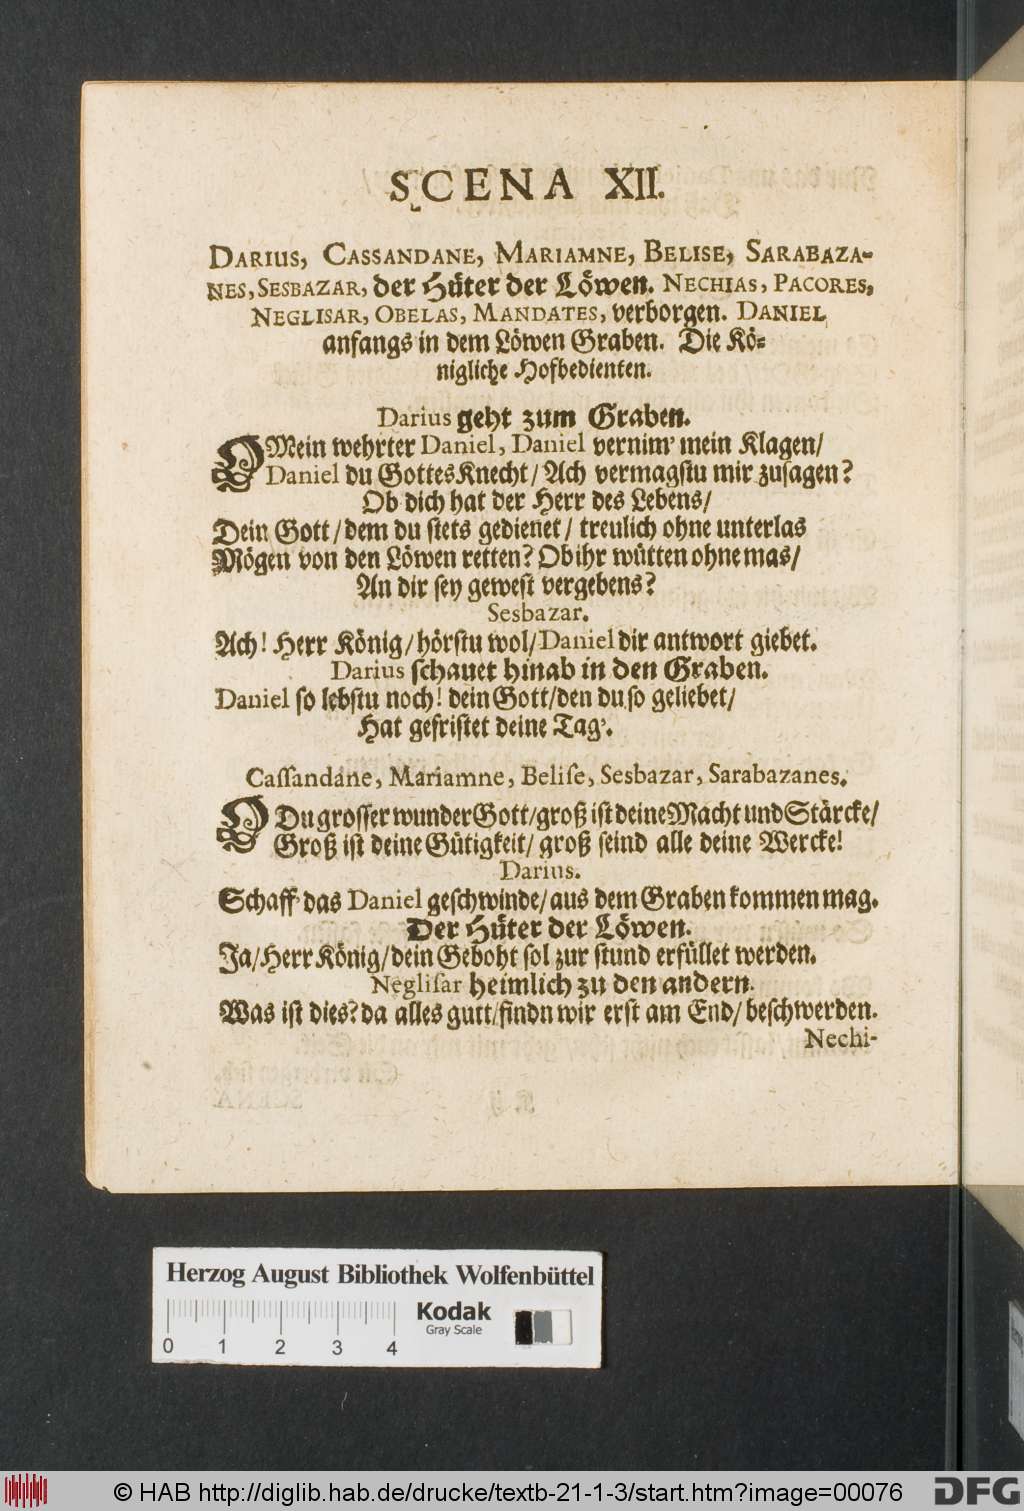 SCENA XII.
DARIUS, CASSANDANE, MARIAMNE, BELISE, SARABAZA-
NES, SESBAZAR, der Hüter der Löwen. NECHIAS, PACORES,
NEGLISAR, OBELAS, MANDATES, verborgen. DANIEL
anfangs in dem Löwen Graben. Die Kö-
nigliche Hofbedienten.
Darius geht zum Graben.
O Mein wehrter Daniel, Daniel vernim' mein Klagen/
Daniel du Gottes Knecht/ Ach vermagstu mir zusagen?
Ob dich hat der Herr des Lebens/
Dein Gott/ dem du stets gedienet/ treulich ohne unterlas
Mögen von den Löwen retten? Ob ihr wütten ohne mas/
An dir sey gewest vergebens?
Sesbazar.
Ach! Herr König/ hörstu wol/ Daniel dir antwort giebet.
Darius schauet hinab in den Graben.
Daniel so lebstu noch! dein Gott/ den du so geliebet/
Hat gefristet deine Tag'.
Cassandane, Mariamne, Belise, Sesbazar, Sarabazanes.
O Du grosser wunder Gott/ groß ist deine Macht und Stärcke/
Groß ist deine Gütigkeit/ groß seind alle deine Wercke!
Darius.
Schaff' das Daniel geschwinde/ aus dem Graben kommen mag.
Der Hüter der Löwen.
Ja/ Herr König/ dein Geboht sol zur stund erfüllet werden.
Neglisar heimlich zu den andern.
Was ist dies? da alles gutt/ findn wir erst am End/ beschwerden.
Nechi-
Herzog August Bibliothek Wolfenbüttel
0 1 2 3 4
Kodak
Gray Scale
© HAB http://diglib.hab.de/drucke/textb-21-1-3/start.htm?image=00076
DFG